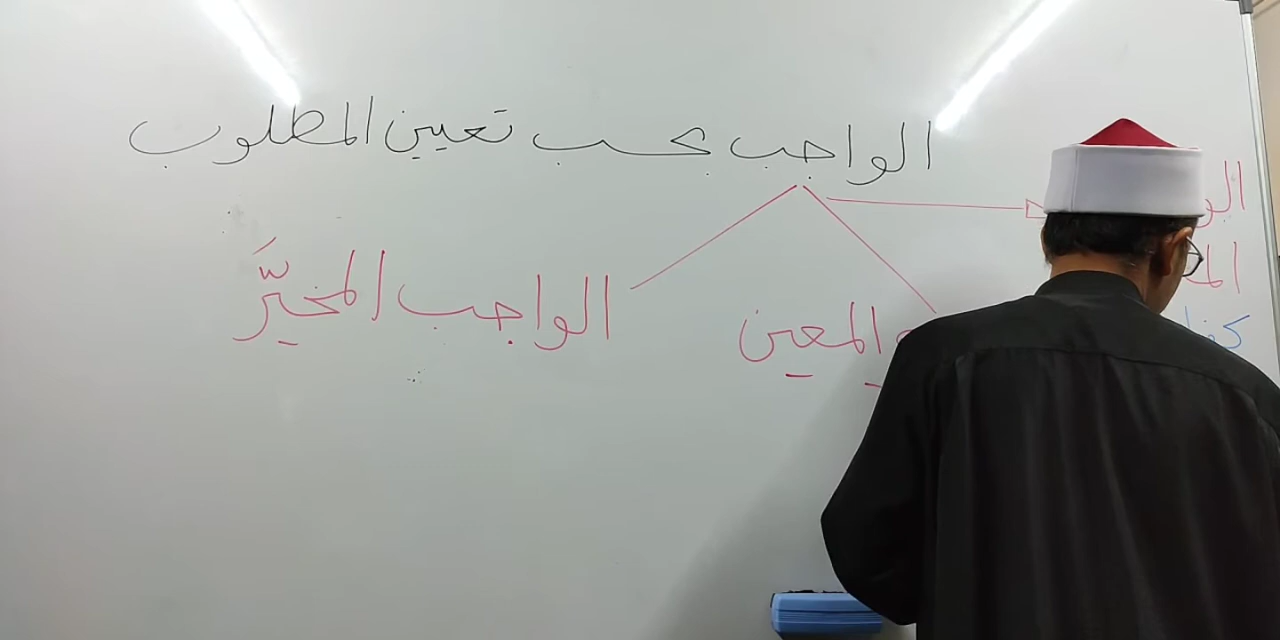 الواجب بحسب تعيين المطلوب
المعين
الواجب المخيَّر